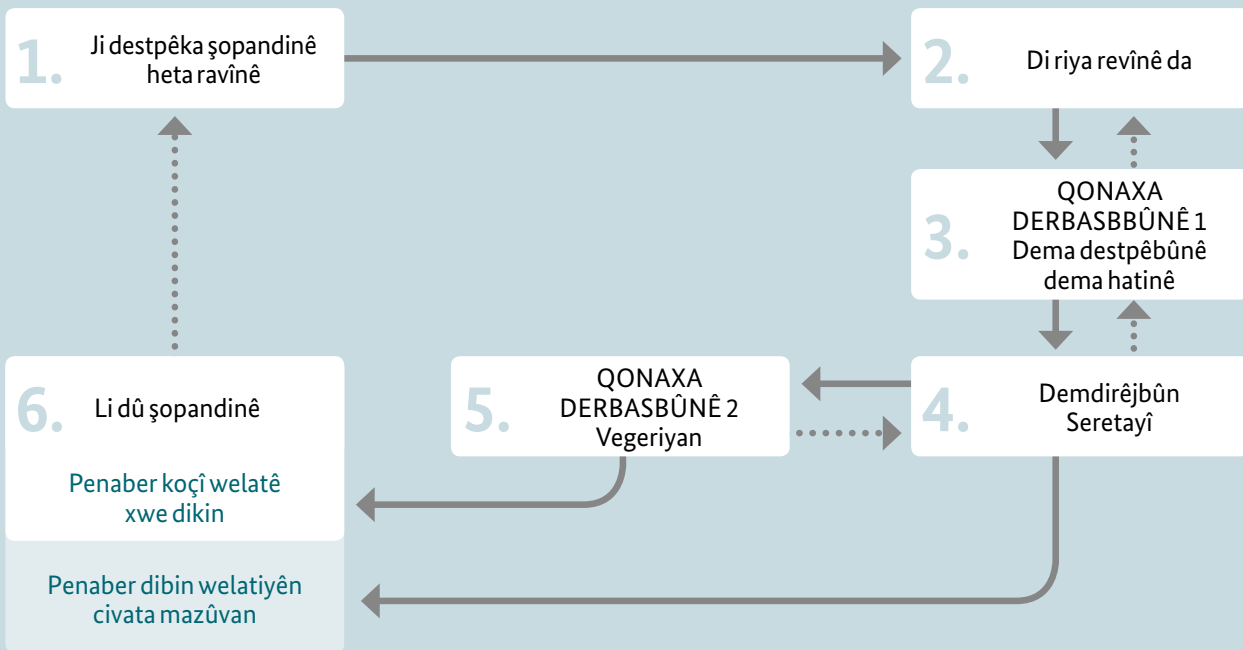 1.
Ji destpêka şopandinê
heta ravînê
2.
Di riya revînê da
3.
QONAXA
DERBASBBÛNÊ 1
Dema destpêbûnê
dema hatinê
4.
Demdirêjbûn
Seretayî
5.
QONAXA
DERBASBÛNÊ 2
Vegeriyan
6.
Li dû şopandinê
Penaber koçî welatê
xwe dikin
Penaber dibin welatiyên
civata mazûvan